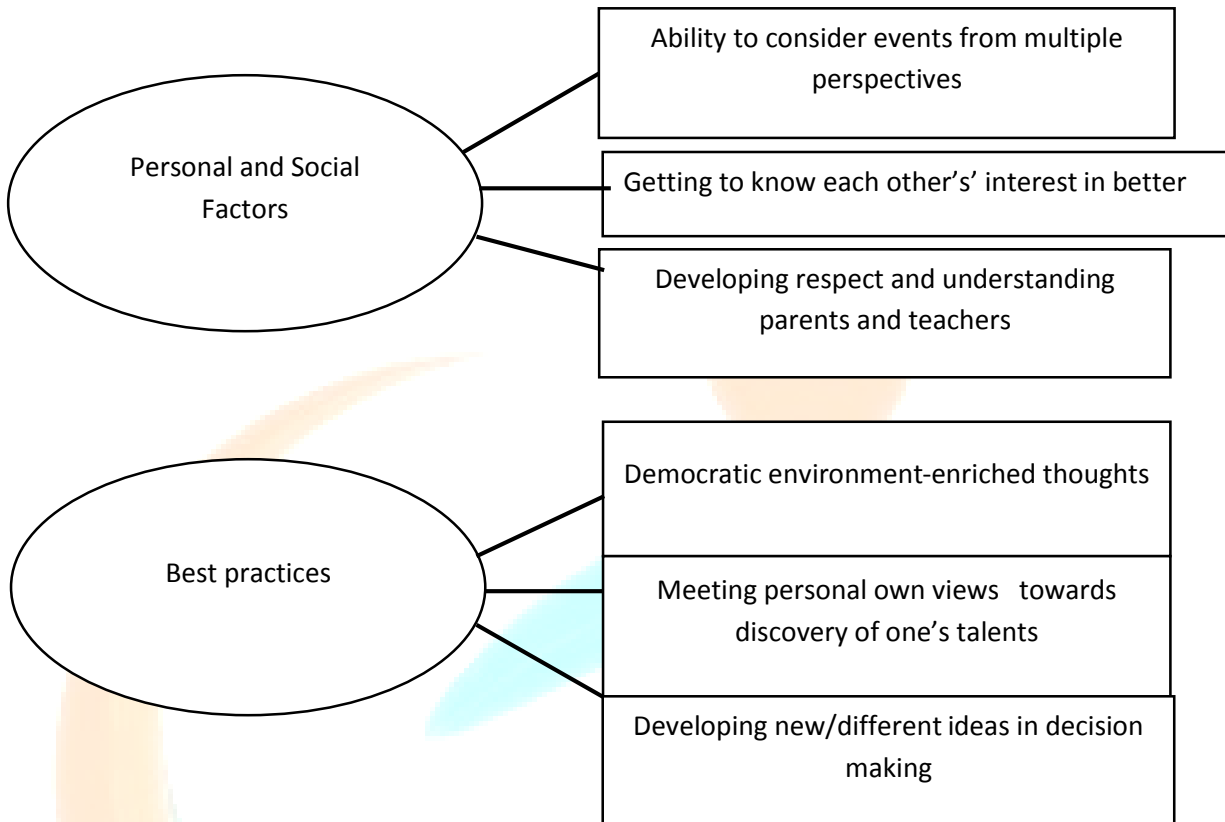 Ability to consider events from multiple
perspectives
Personal and Social
Factors
Getting to know each other’s’ interest in better
Developing respect and understanding
parents and teachers
Democratic environment-enriched thoughts
Best practices
Meeting personal own views   towards
discovery of one’s talents
Developing new/different ideas in decision
making